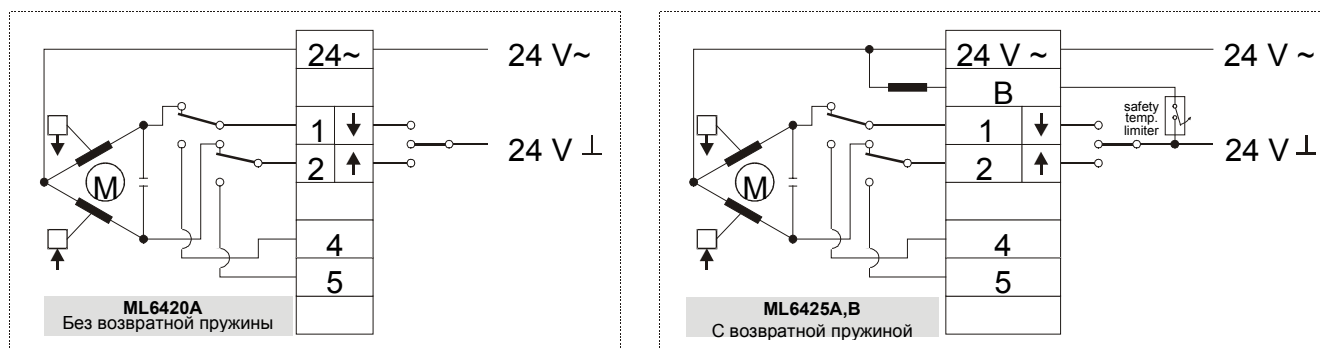 24~
24 V~
1
2
24 V ⊥
M
4
5
ML6420A
Без возвратной пружины
24 V ~
24 V ~
B
safety
temp.
limiter
1
2
24 V ⊥
M
4
5
ML6425A,B
С возвратной пружиной